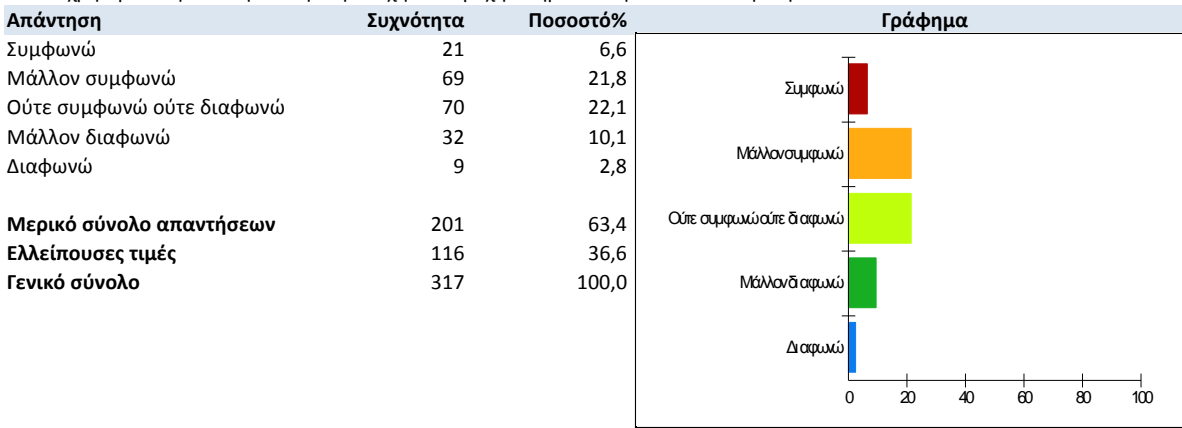 Απάντηση Συχνότητα Ποσοστό% Γράφημα
Συμφωνώ 21 6,6
Μάλλον συμφωνώ 69 21,8
Ούτε συμφωνώ ούτε διαφωνώ 70 22,1
Μάλλον διαφωνώ 32 10,1
Διαφωνώ 9 2,8
Μερικό σύνολο απαντήσεων 201 63,4
Ελλείπουσες τιμές 116 36,6
Γενικό σύνολο 317 100,0
Συμφωνώ
Μάλλον συμφωνώ
Ούτε συμφωνώ ούτε διαφωνώ
Μάλλον διαφωνώ
Διαφωνώ
0 20 40 60 80 100